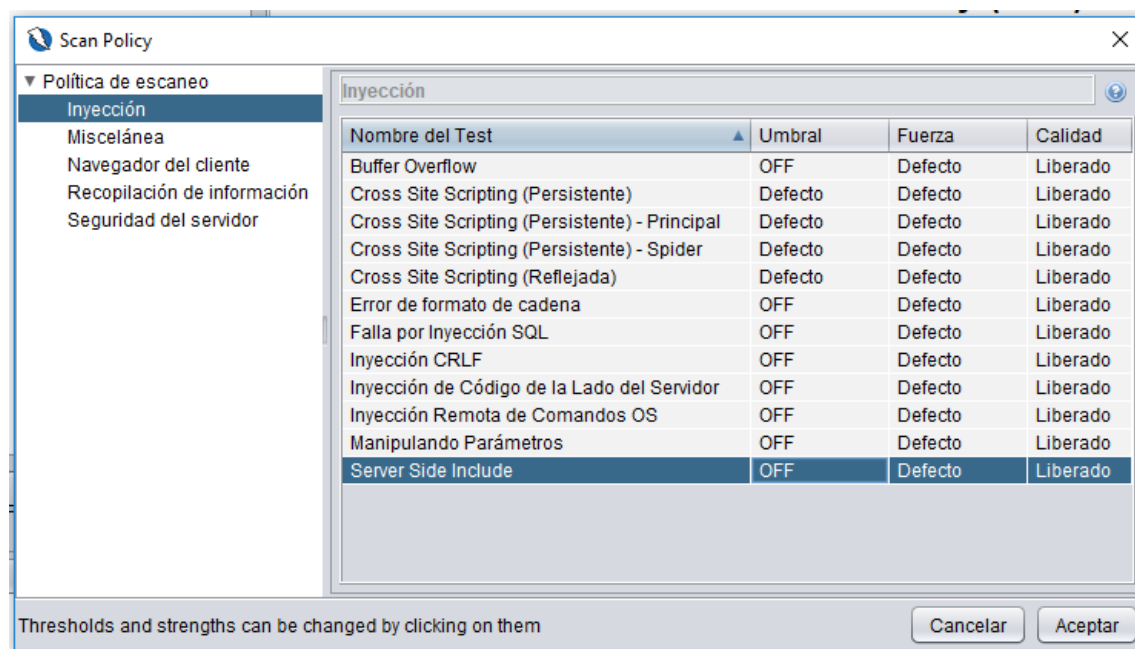 Scan Policy
Política de escaneo
Inyección
Miscelánea
Navegador del cliente
Recopilación de información
Seguridad del servidor
Inyección
Nombre del Test Umbral Fuerza Calidad
Buffer Overflow OFF Defecto Liberado
Cross Site Scripting (Persistente) Defecto Defecto Liberado
Cross Site Scripting (Persistente) - Principal Defecto Defecto Liberado
Cross Site Scripting (Persistente) - Spider Defecto Defecto Liberado
Cross Site Scripting (Reflejada) Defecto Defecto Liberado
Error de formato de cadena OFF Defecto Liberado
Falla por Inyección SQL OFF Defecto Liberado
Inyección CRLF OFF Defecto Liberado
Inyección de Código de la Lado del Servidor OFF Defecto Liberado
Inyección Remota de Comandos OS OFF Defecto Liberado
Manipulando Parámetros OFF Defecto Liberado
Server Side Include OFF Defecto Liberado
Thresholds and strengths can be changed by clicking on them
Cancelar Aceptar